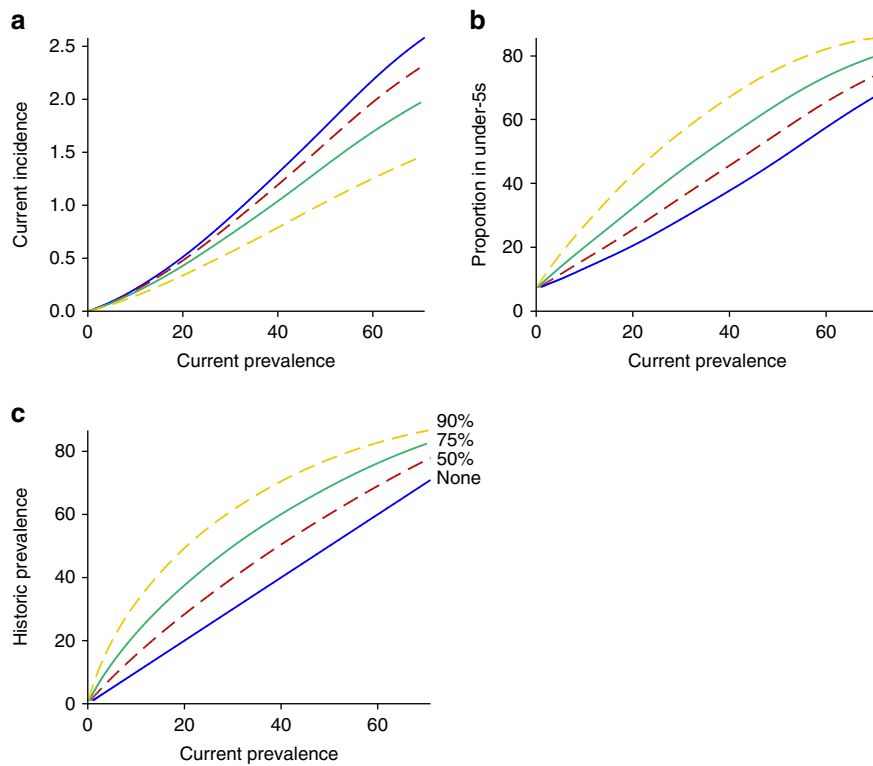 a
Current incidence
2.5
2.0
1.5
1.0
0.5
0.0
0 20 40 60
Current prevalence
b
Proportion in under-5s
80
60
40
20
0
0 20 40 60
Current prevalence
c
Historic prevalence
80
60
40
20
0
0 20 40 60
Current prevalence
90%
75%
50%
None